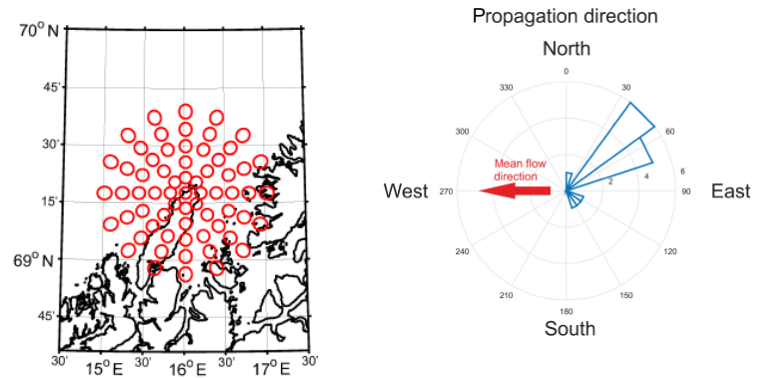 70° N
45'
30'
15'
69° N
45'
30'
15° E
30'
16° E
30'
17° E
30'
Propagation direction
North
0
30
60
90
120
150
180
210
240
270
300
330
2
4
6
Mean flow
direction
West
East
South